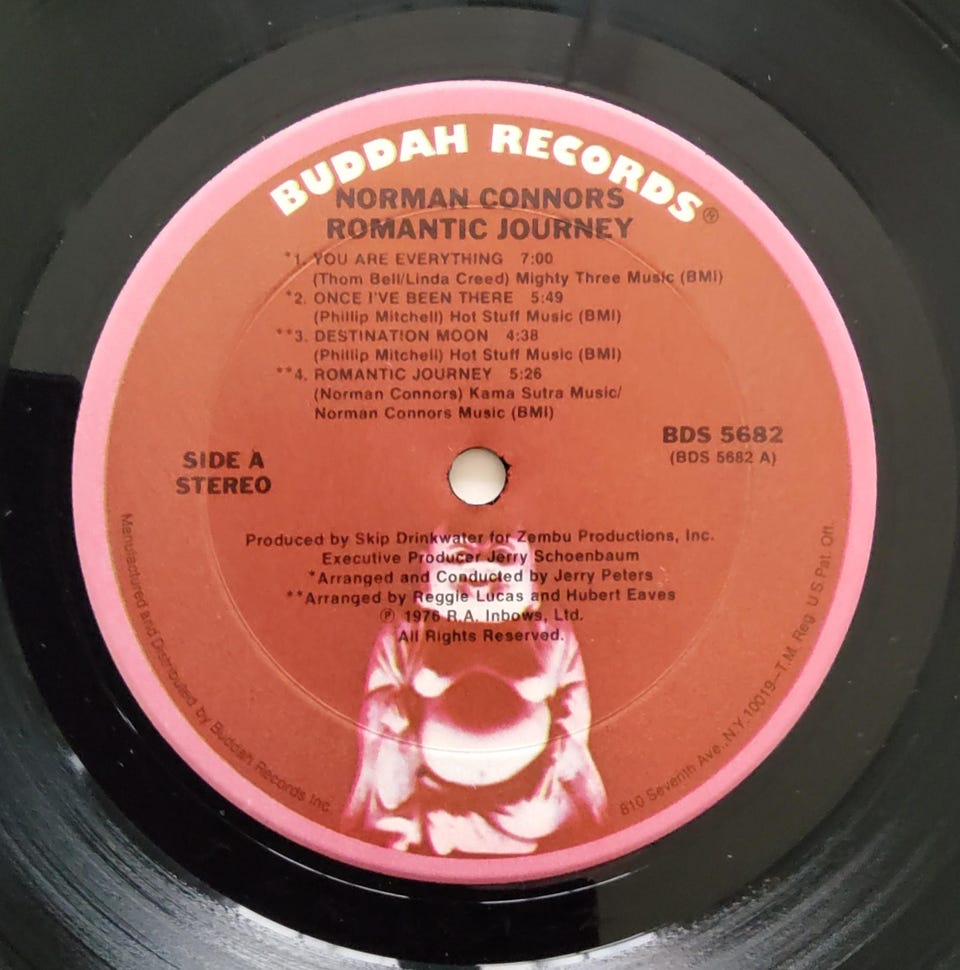 BUDDAH RECORDS®
NORMAN CONNORS
ROMANTIC JOURNEY
*1. YOU ARE EVERYTHING 7:00
(Thom Bell/Linda Creed) Mighty Three Music (BMI)
*2. ONCE I'VE BEEN THERE 5:49
(Phillip Mitchell) Hot Stuff Music (BMI)
**3. DESTINATION MOON 4:38
(Phillip Mitchell) Hot Stuff Music (BMI)
**4. ROMANTIC JOURNEY 5:26
(Norman Connors) Kama Sutra Music/
Norman Connors Music (BMI)
SIDE A
STEREO
BDS 5682
(BDS 5682 A)
Produced by Skip Drinkwater for Zembu Productions, Inc.
Executive Producer Jerry Schoenbaum
*Arranged and Conducted by Jerry Peters
**Arranged by Reggie Lucas and Hubert Eaves
℗ 1976 R.A. Inbows, Ltd.
All Rights Reserved.
Manufactured and Distributed by Buddah Records Inc.
810 Seventh Ave., N.Y. 10019–T.M. Reg. U S Pat. Off.